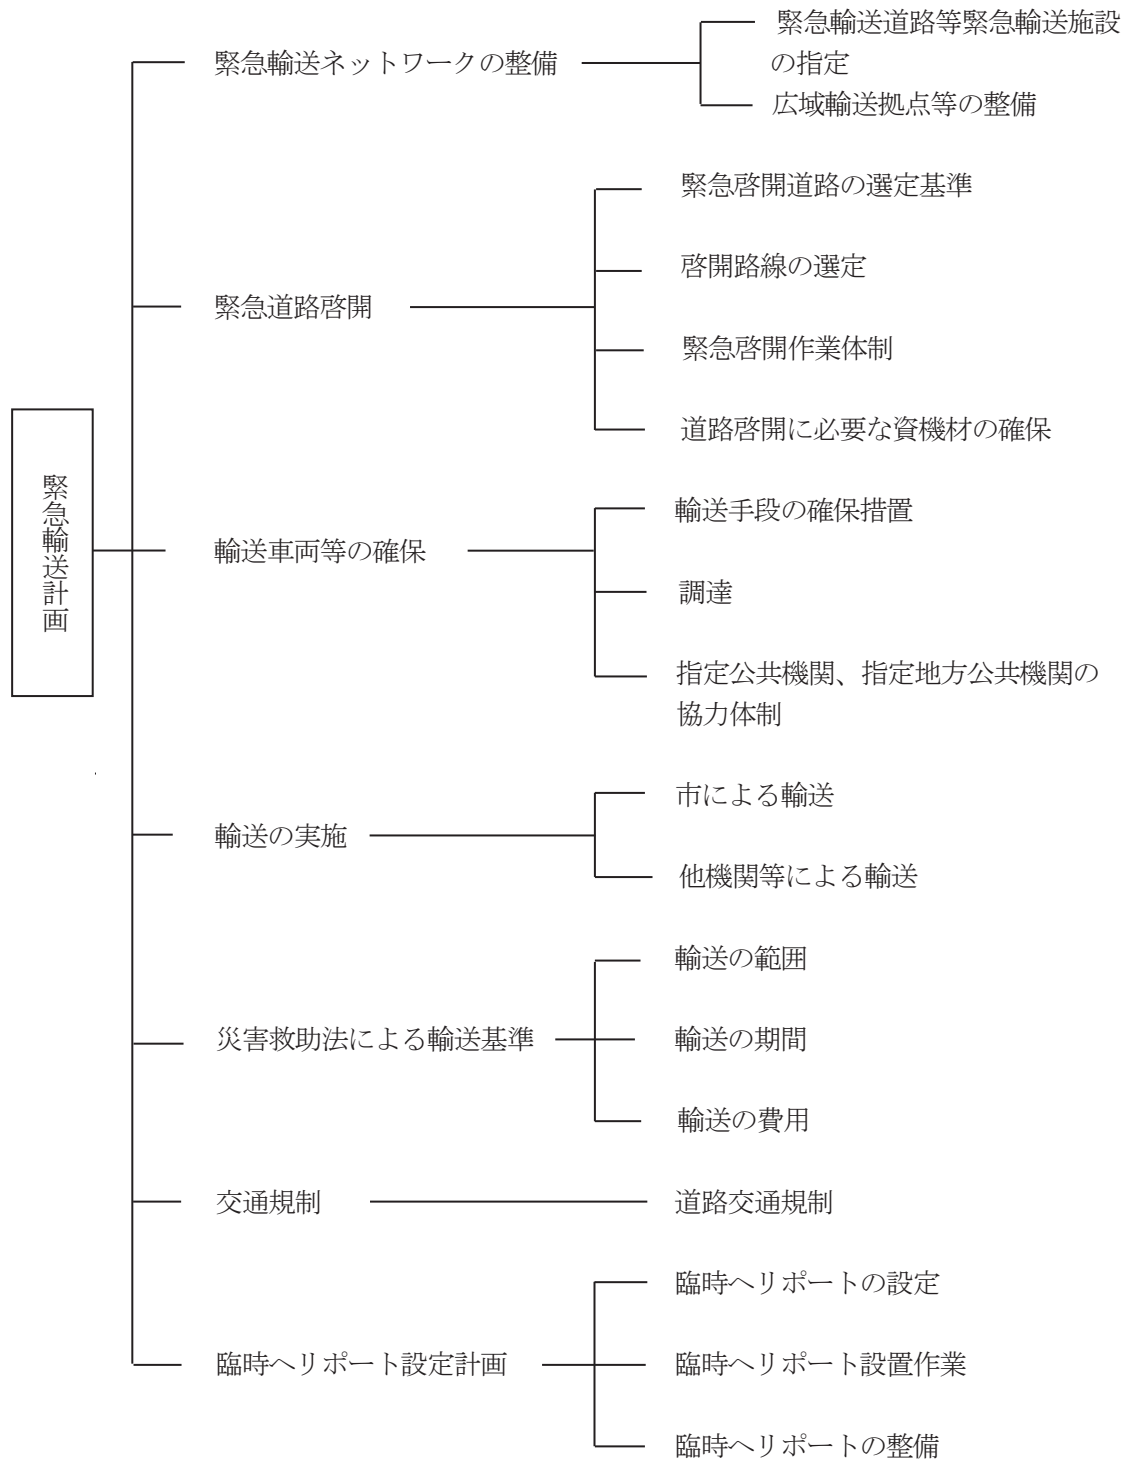 緊急輸送計画
緊急輸送ネットワークの整備
緊急輸送道路等緊急輸送施設
の指定
広域輸送拠点等の整備
緊急道路啓開
緊急啓開道路の選定基準
啓開路線の選定
緊急啓開作業体制
道路啓開に必要な資機材の確保
輸送車両等の確保
輸送手段の確保措置
調達
指定公共機関、指定地方公共機関の
協力体制
輸送の実施
市による輸送
他機関等による輸送
災害救助法による輸送基準
輸送の範囲
輸送の期間
輸送の費用
交通規制
道路交通規制
臨時ヘリポート設定計画
臨時ヘリポートの設定
臨時ヘリポート設置作業
臨時ヘリポートの整備